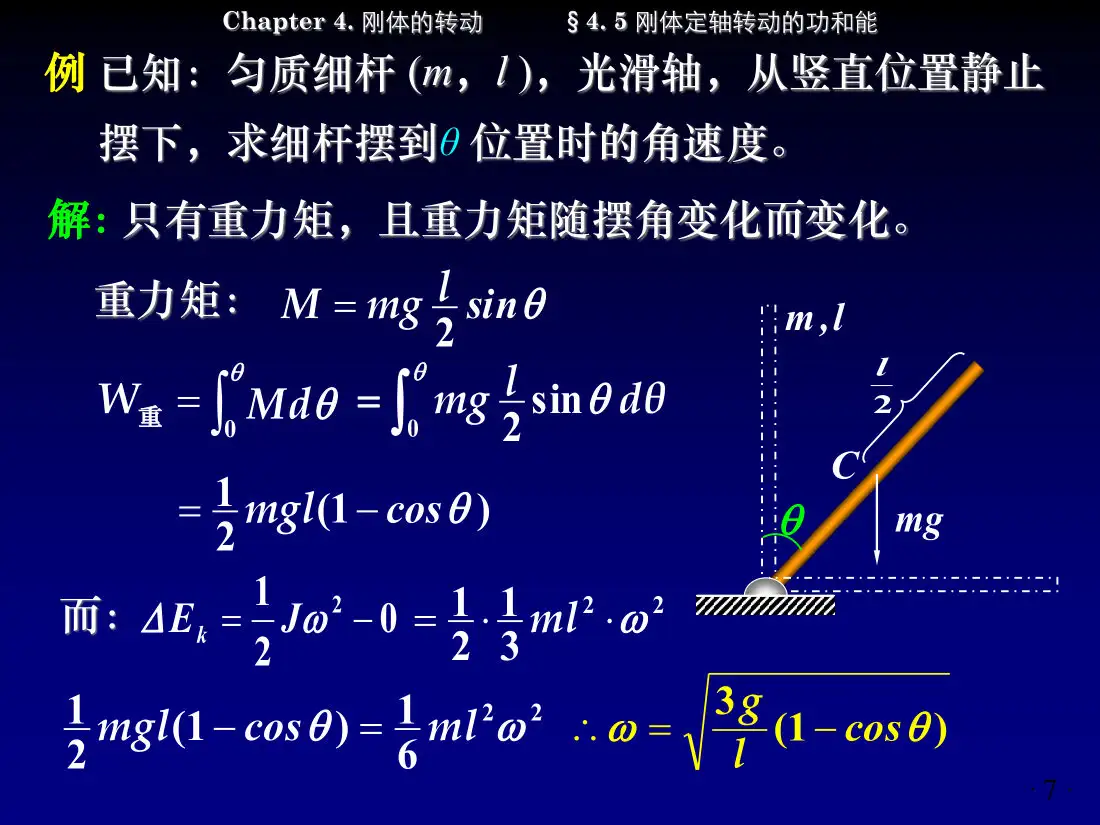 Chapter 4. 刚体的转动 §4.5 刚体定轴转动的功和能
例 已知：匀质细杆 (m，l )，光滑轴，从竖直位置静止
摆下，求细杆摆到θ 位置时的角速度。
解：只有重力矩，且重力矩随摆角变化而变化。
重力矩： M = mg l/2 sinθ
W重 = ∫₀^θ Mdθ = ∫₀^θ mg l/2 sinθ dθ
= 1/2 mgl(1 − cosθ)
而：ΔE_k = 1/2 Jω² − 0 = 1/2 · 1/3 ml² · ω²
1/2 mgl(1 − cosθ) = 1/6 ml²ω² ∴ ω = √(3g/l (1 − cosθ))
m , l
l/2
C
θ
mg
· 7 ·